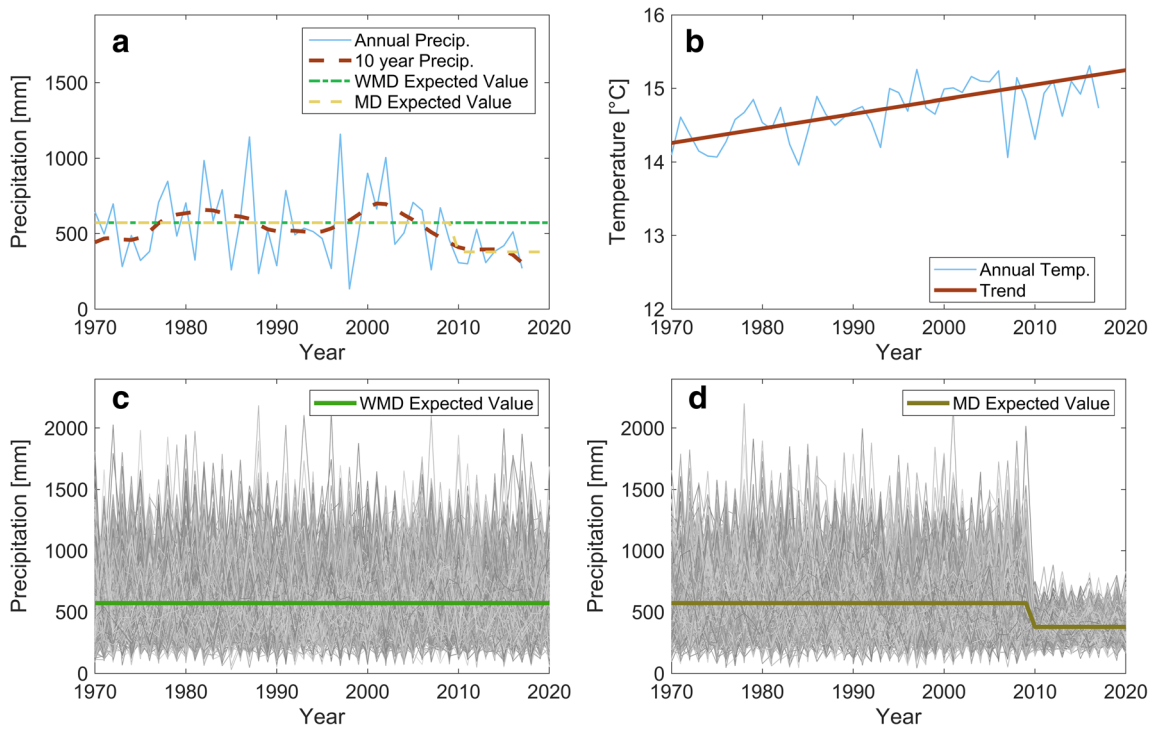 a
Annual Precip.
10 year Precip.
WMD Expected Value
MD Expected Value
Precipitation [mm]
1500
1000
500
0
1970 1980 1990 2000 2010 2020
Year
b
Temperature [°C]
16
15
14
13
12
Annual Temp.
Trend
1970 1980 1990 2000 2010 2020
Year
c
WMD Expected Value
Precipitation [mm]
2000
1500
1000
500
0
1970 1980 1990 2000 2010 2020
Year
d
MD Expected Value
Precipitation [mm]
2000
1500
1000
500
0
1970 1980 1990 2000 2010 2020
Year